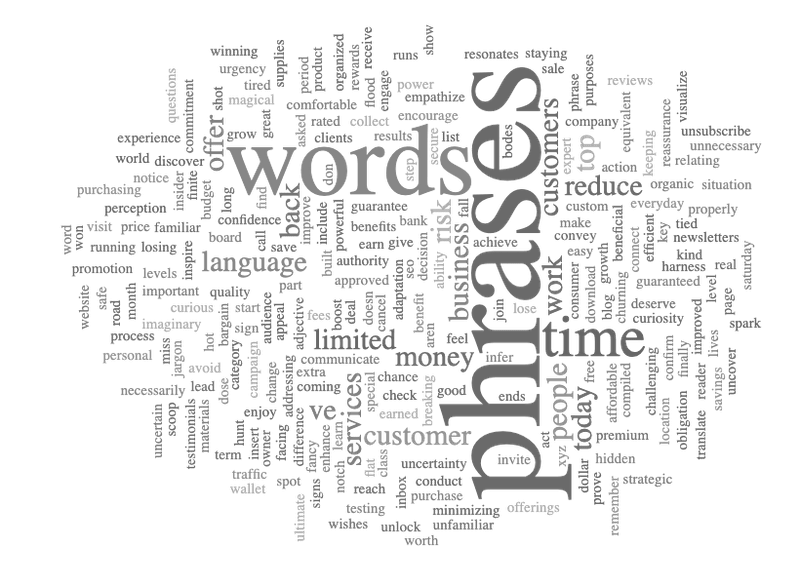 show
winning
runs
resonates staying
urgency
supplies
period
product
organized
rewards
receive
sale
questions
commitment
shot
tired
flood
engage
power
phrase
purposes
reviews
visualize
magical
comfortable
empathize
offer
grow
great
asked
rated
collect
encourage
company
equivalent
experience
clients
results
step
secure
list
bodes
customers
expert
top
keeping
reassurance
unsubscribe
unnecessary
world
discover
words
phrases
action
relating
notice
insider
finite
budget
long
find
back
don
reduce
organic
situation
purchasing
perception
improve
include
powerful
guarantee
risk
fall
custom
everyday
properly
word
won
visit
price
familiar
confidence
benefits
bank
business
make
beneficial
efficient
key
tied
board
call
save
earn
give
decision
achieve
convey
connect
newsletters
running
losing
inspire
built
ability
easy
growth
kind
saturday
promotion
levels
language
authority
adaptation
seo
work
consumer
download
blog
churning
harness
real
approved
guaranteed
level
website
safe
road
month
important
quality
part
benefit
join
lose
deserve
page
curious
start
audience
appeal
adjective
fees
boost
deal
doesn
cancel
curiosity
improved
spark
imaginary
bargain
sign
process
hot
limited
aren
feel
time
miss
jargon
category
communicate
money
infer
challenging
confirm
finally
lives
personal
avoid
campaign
change
addressing
extra
chance
people
free
affordable
compiled
savings
reader
uncover
necessarily
lead
dose
coming
special
check
good
ends
today
uncertain
scoop
testimonials
materials
enjoy
ve
services
earned
breaking
location
obligation
translate
hunt
insert
owner
facing
difference
enhance
learn
customer
act
premium
term
fancy
notch
flat
class
uncertainty
invite
xyz
hidden
traffic
wallet
spot
signs
reach
inbox
conduct
dollar
prove
strategic
purchase
ultimate
testing
minimizing
offerings
remember
wishes
unlock
unfamiliar
worth